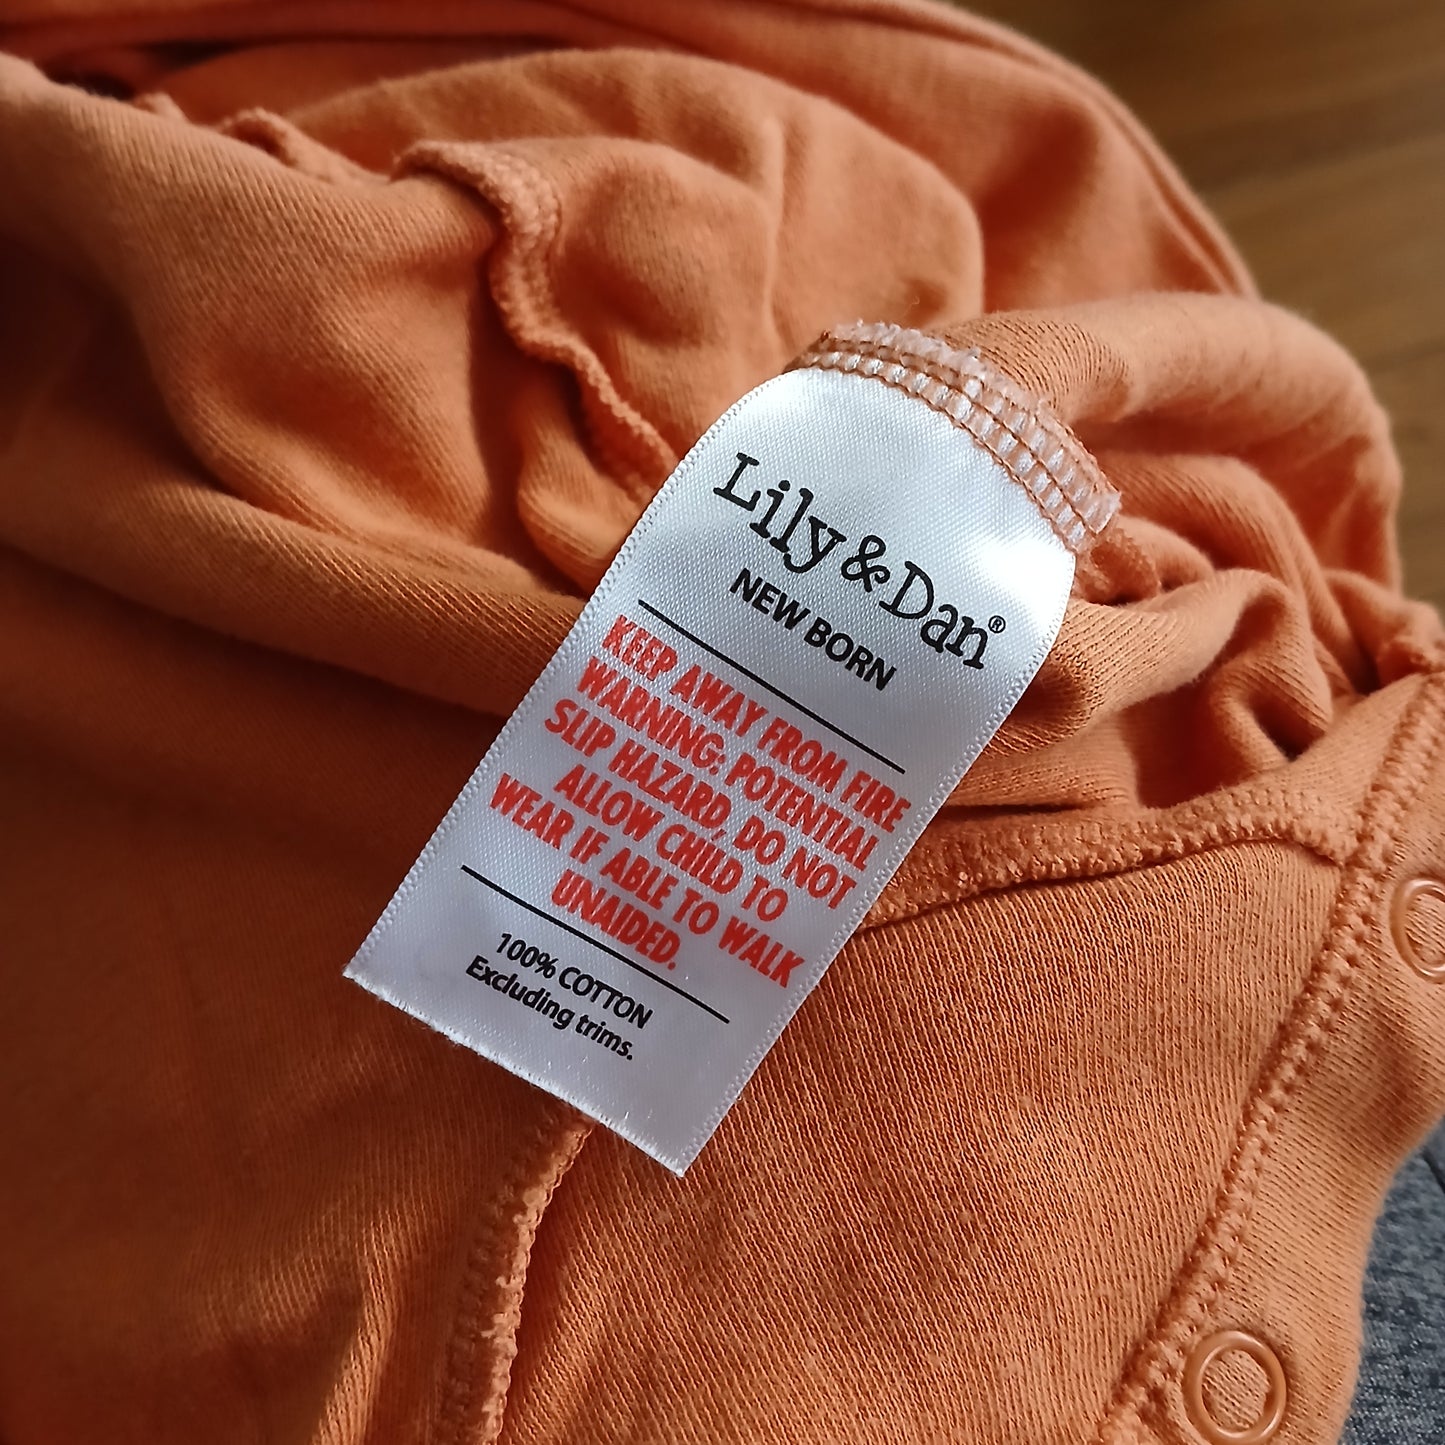 Lily & Dan®
NEW BORN
KEEP AWAY FROM FIRE
WARNING: POTENTIAL
SLIP HAZARD, DO NOT
ALLOW CHILD TO
WEAR IF ABLE TO WALK
UNAIDED.
100% COTTON
Excluding trims.